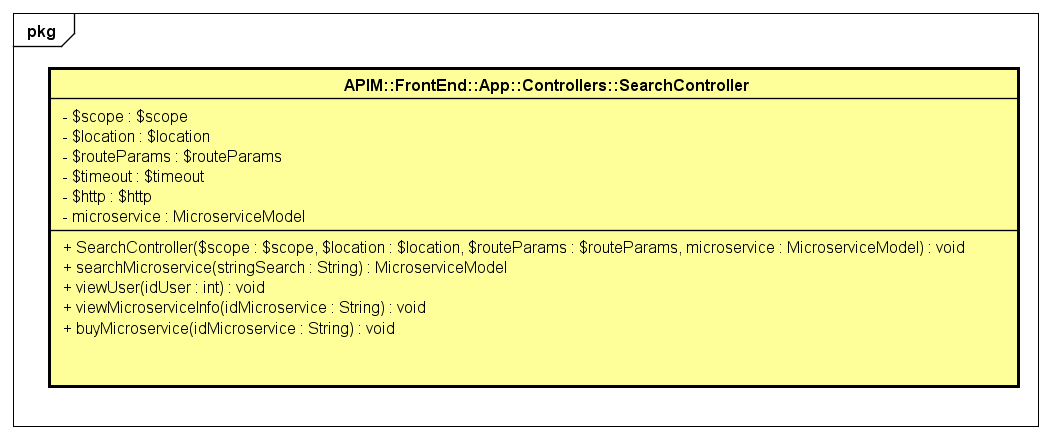 pkg
APIM::FrontEnd::App::Controllers::SearchController
- $scope : $scope
- $location : $location
- $routeParams : $routeParams
- $timeout : $timeout
- $http : $http
- microservice : MicroserviceModel
+ SearchController($scope : $scope, $location : $location, $routeParams : $routeParams, microservice : MicroserviceModel) : void
+ searchMicroservice(stringSearch : String) : MicroserviceModel
+ viewUser(idUser : int) : void
+ viewMicroserviceInfo(idMicroservice : String) : void
+ buyMicroservice(idMicroservice : String) : void